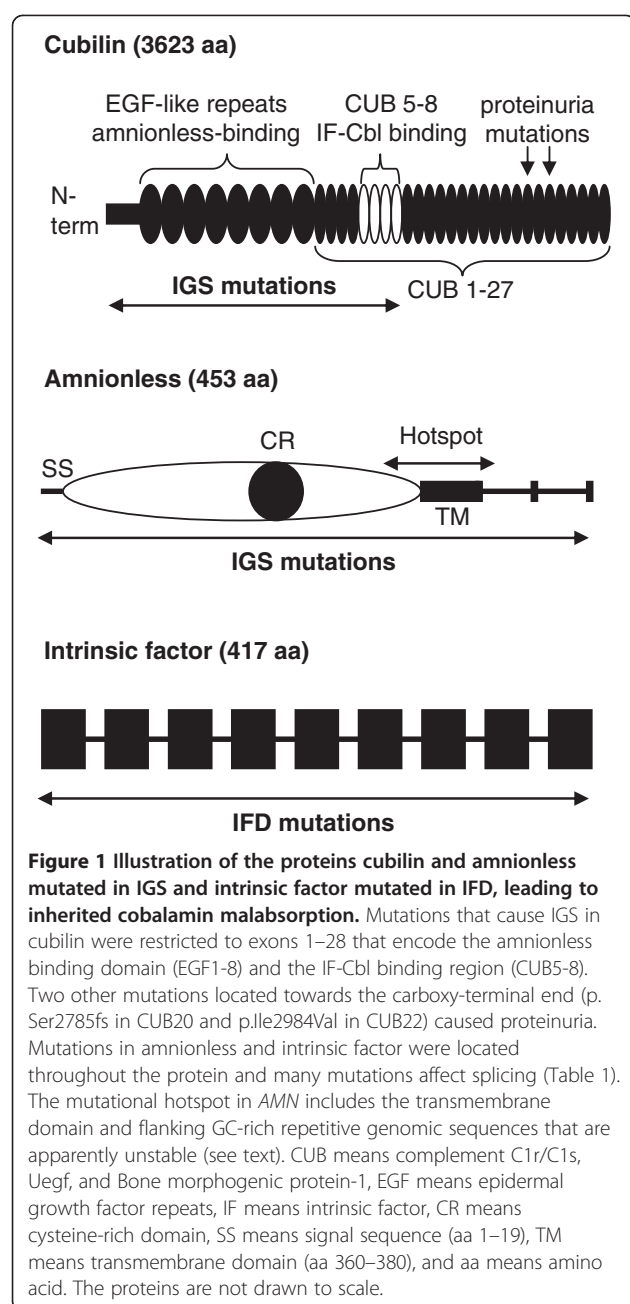 Cubilin (3623 aa)
EGF-like repeats
amnionless-binding
CUB 5-8
IF-Cbl binding
proteinuria
mutations
N-
term
IGS mutations
CUB 1-27
Amnionless (453 aa)
SS
CR
Hotspot
TM
IGS mutations
Intrinsic factor (417 aa)
IFD mutations
Figure 1 Illustration of the proteins cubilin and amnionless
mutated in IGS and intrinsic factor mutated in IFD, leading to
inherited cobalamin malabsorption. Mutations that cause IGS in
cubilin were restricted to exons 1–28 that encode the amnionless
binding domain (EGF1-8) and the IF-Cbl binding region (CUB5-8).
Two other mutations located towards the carboxy-terminal end (p.
Ser2785fs in CUB20 and p.Ile2984Val in CUB22) caused proteinuria.
Mutations in amnionless and intrinsic factor were located
throughout the protein and many mutations affect splicing (Table 1).
The mutational hotspot in AMN includes the transmembrane
domain and flanking GC-rich repetitive genomic sequences that are
apparently unstable (see text). CUB means complement C1r/C1s,
Uegf, and Bone morphogenic protein-1, EGF means epidermal
growth factor repeats, IF means intrinsic factor, CR means
cysteine-rich domain, SS means signal sequence (aa 1–19), TM
means transmembrane domain (aa 360–380), and aa means amino
acid. The proteins are not drawn to scale.